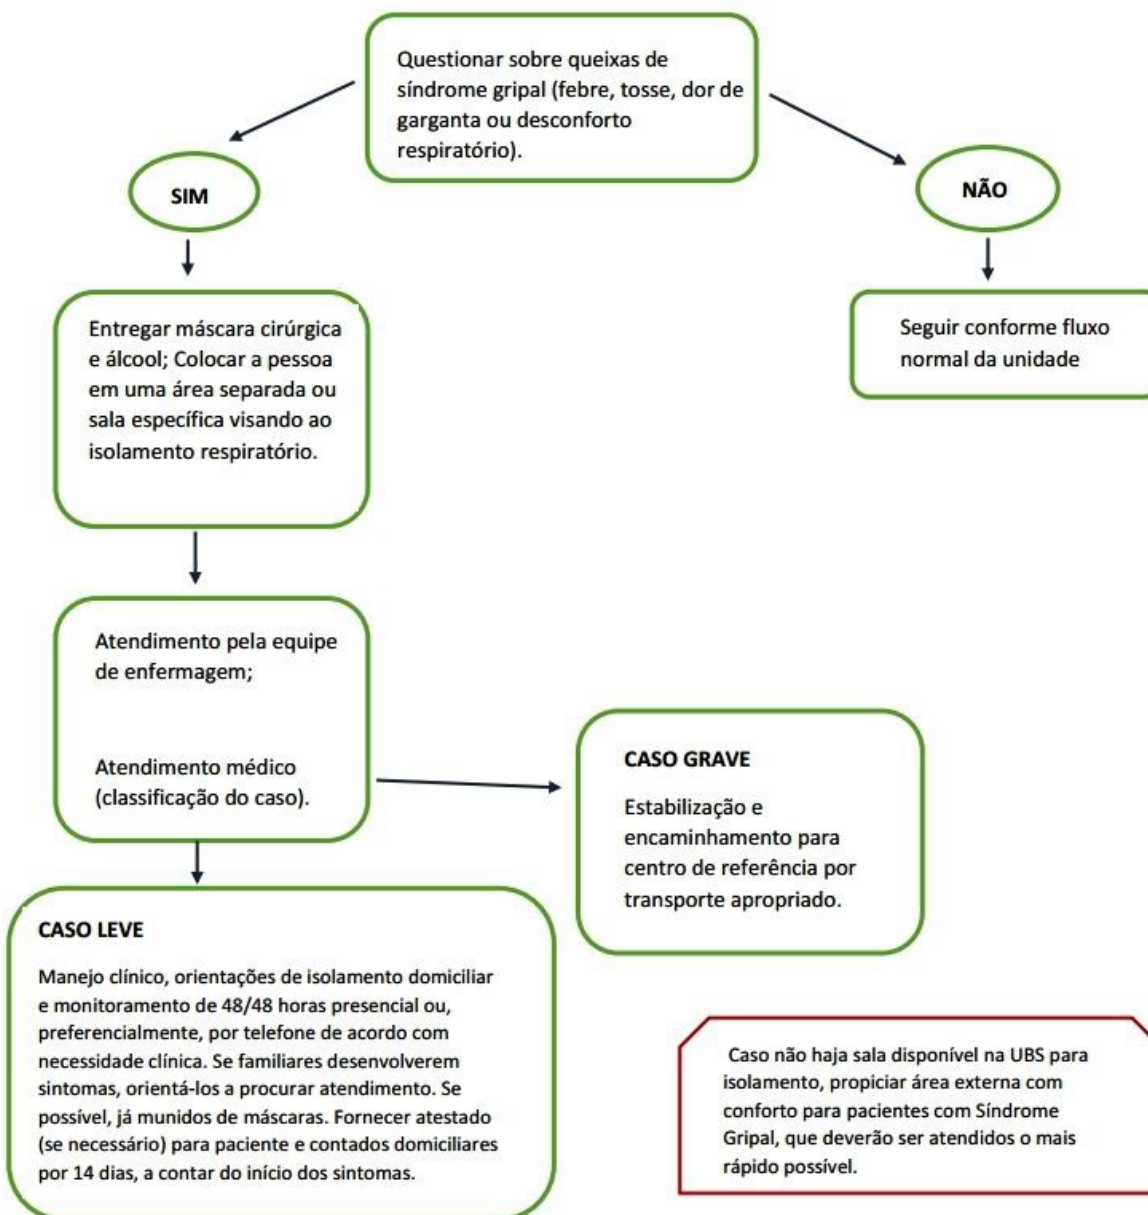 Questionar sobre queixas de
síndrome gripal (febre, tosse, dor de
garganta ou desconforto
respiratório).
SIM
NÃO
Entregar máscara cirúrgica
e álcool; Colocar a pessoa
em uma área separada ou
sala específica visando ao
isolamento respiratório.
Seguir conforme fluxo
normal da unidade
Atendimento pela equipe
de enfermagem;
Atendimento médico
(classificação do caso).
CASO GRAVE
Estabilização e
encaminhamento para
centro de referência por
transporte apropriado.
CASO LEVE
Manejo clínico, orientações de isolamento domiciliar
e monitoramento de 48/48 horas presencial ou,
preferencialmente, por telefone de acordo com
necessidade clínica. Se familiares desenvolverem
sintomas, orientá-los a procurar atendimento. Se
possível, já munidos de máscaras. Fornecer atestado
(se necessário) para paciente e contados domiciliares
por 14 dias, a contar do início dos sintomas.
Caso não haja sala disponível na UBS para
isolamento, propiciar área externa com
conforto para pacientes com Síndrome
Gripal, que deverão ser atendidos o mais
rápido possível.